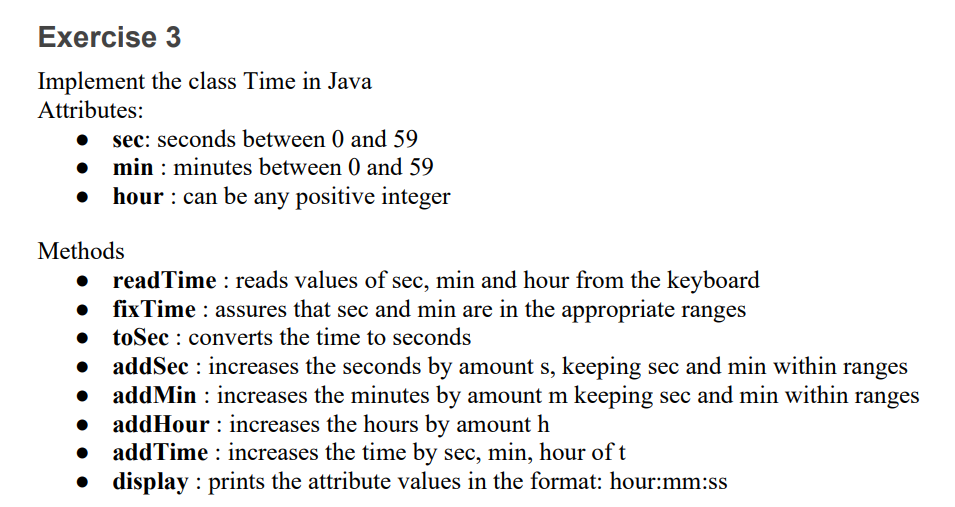 Exercise 3
Implement the class Time in Java
Attributes:
● sec: seconds between 0 and 59
● min : minutes between 0 and 59
● hour : can be any positive integer
Methods
● readTime : reads values of sec, min and hour from the keyboard
● fixTime : assures that sec and min are in the appropriate ranges
● toSec : converts the time to seconds
● addSec : increases the seconds by amount s, keeping sec and min within ranges
● addMin : increases the minutes by amount m keeping sec and min within ranges
● addHour : increases the hours by amount h
● addTime : increases the time by sec, min, hour of t
● display : prints the attribute values in the format: hour:mm:ss